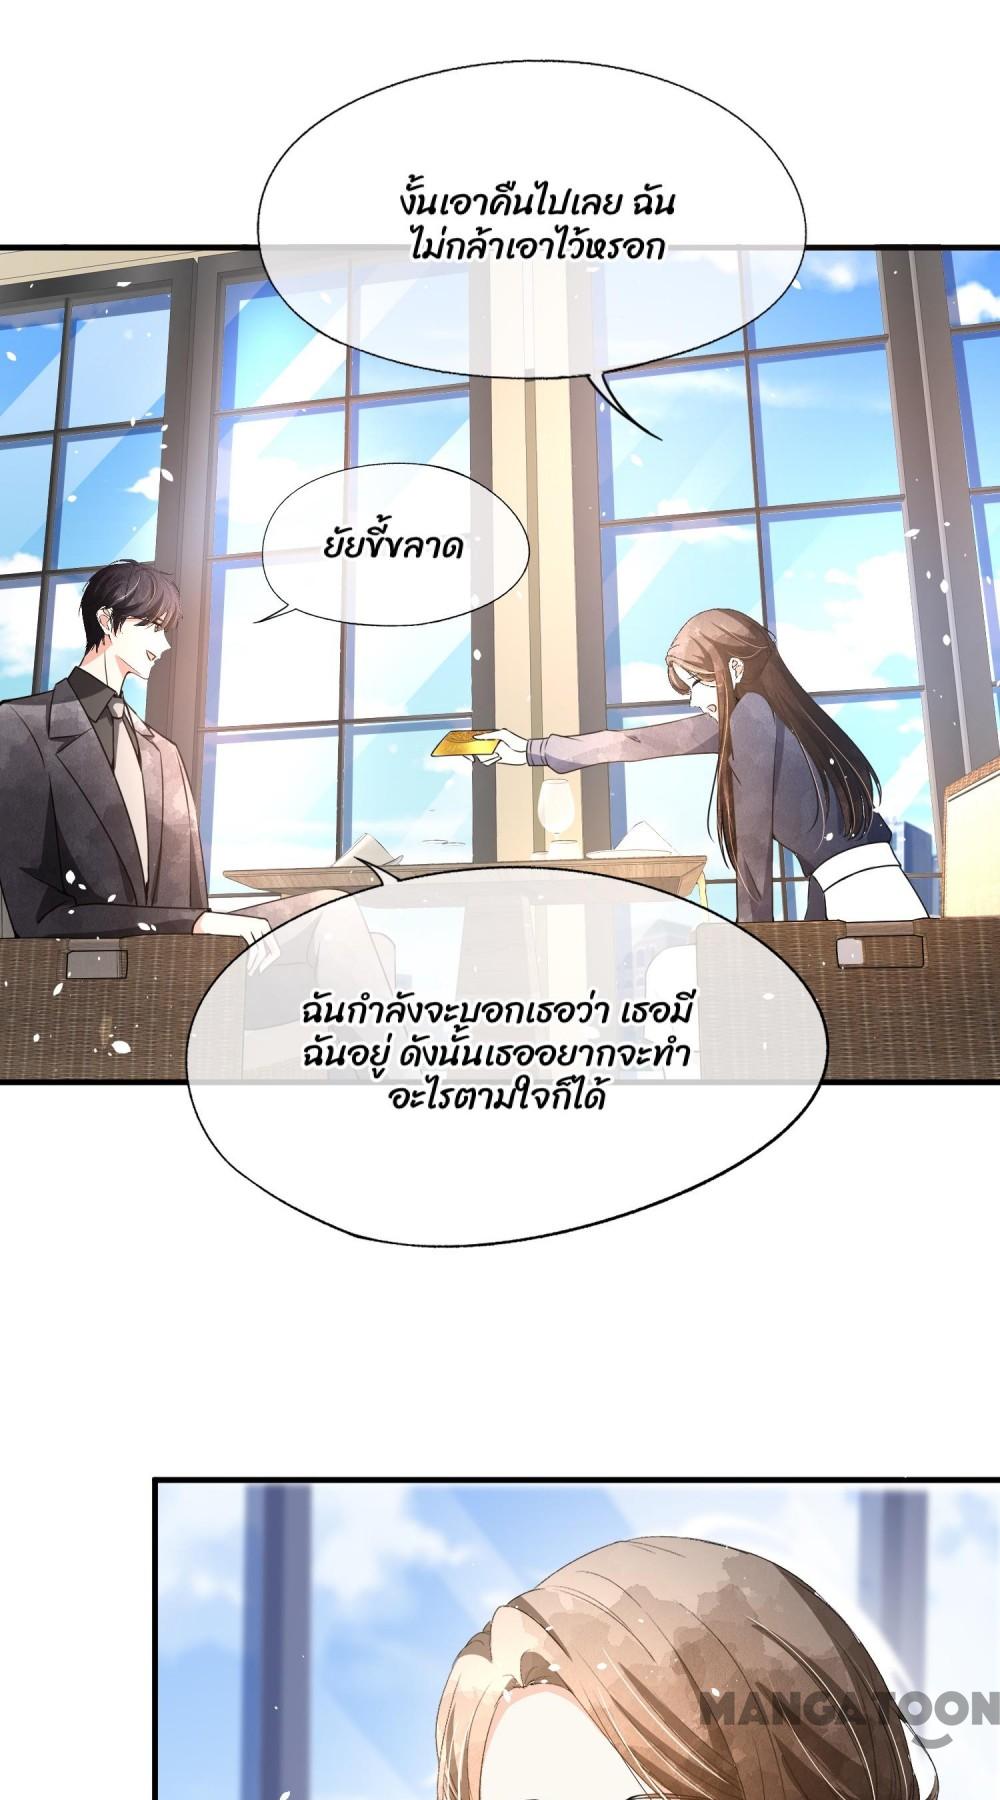 งั้นเอาคืนไปเลย ฉัน
ไม่กล้าเอาไว้หรอก
ยัยขี้ขลาด
ฉันกำลังจะบอกเธอว่า เธอมี
ฉันอยู่ ดังนั้นเธออยากจะทำ
อะไรตามใจก็ได้
MANGATOON